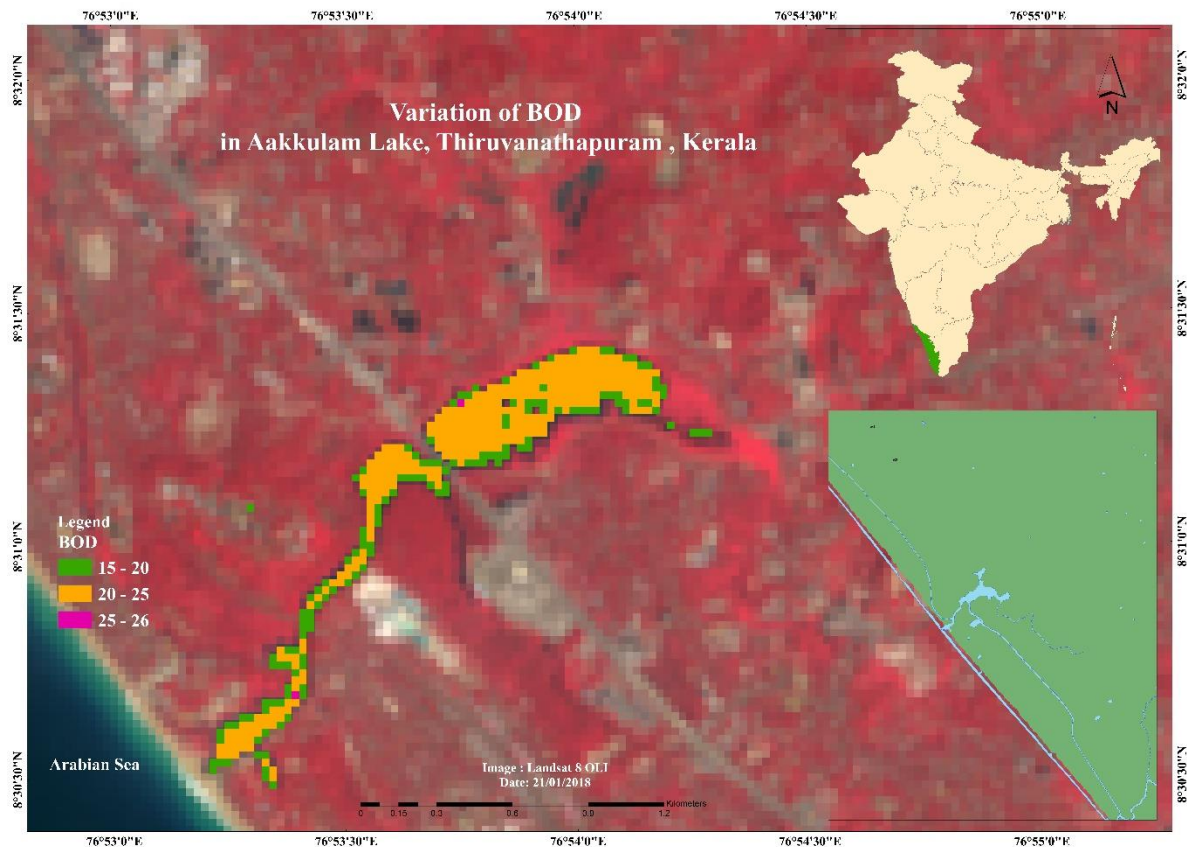 76°53'0"E 76°53'30"E 76°54'0"E 76°54'30"E 76°55'0"E
8°32'0"N 8°32'0"N
N
Variation of BOD
in Aakkulam Lake, Thiruvanathapuram , Kerala
8°31'30"N 8°31'30"N
Legend
BOD
15 - 20
20 - 25
25 - 26
8°31'0"N 8°31'0"N
Arabian Sea
Image : Landsat 8 OLI
Date: 21/01/2018
8°30'30"N 8°30'30"N
0 0.15 0.3 0.6 0.9 1.2 Kilometers
76°53'0"E 76°53'30"E 76°54'0"E 76°54'30"E 76°55'0"E